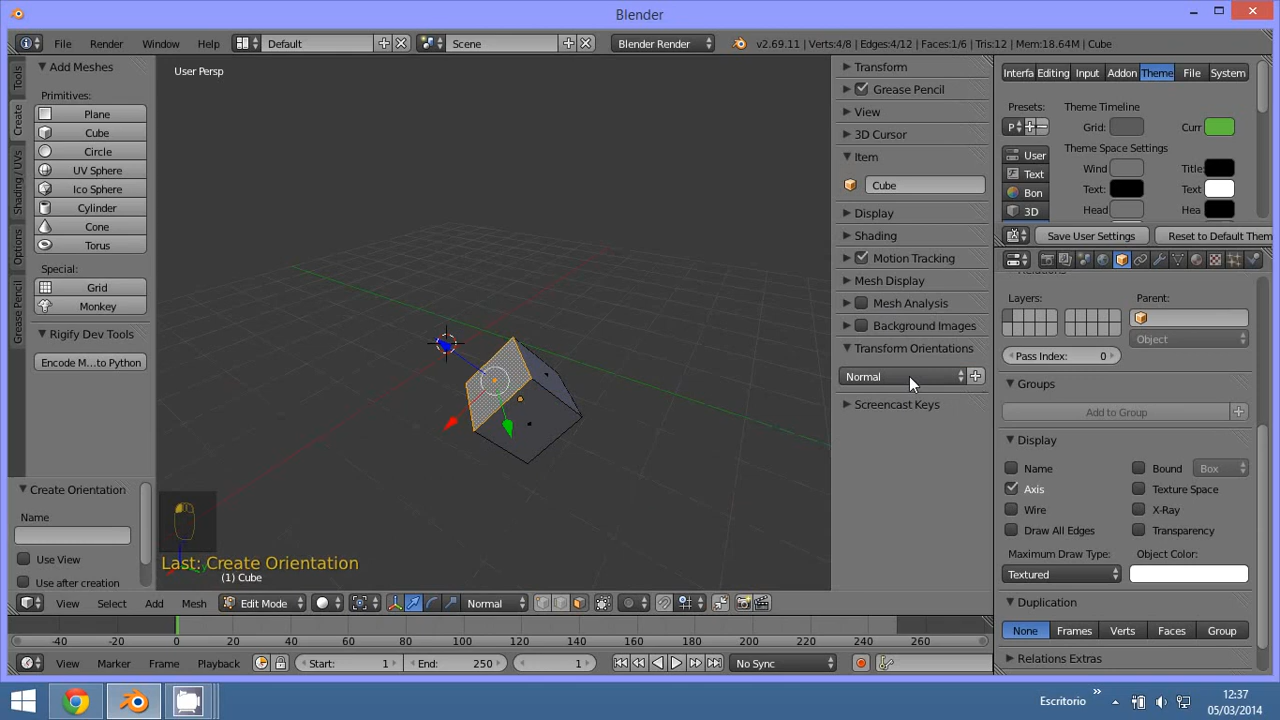 Blender
File Render Window Help Default Scene Blender Render v2.69.11 | Verts:4/8 | Edges:4/12 | Faces:1/6 | Tris:12 | Mem:18.64M | Cube
Tools
Create
Shading / UVs
Options
Grease Pencil
Add Meshes
Primitives:
Plane
Cube
Circle
UV Sphere
Ico Sphere
Cylinder
Cone
Torus
Special:
Grid
Monkey
Rigify Dev Tools
Encode M...to Python
Create Orientation
Name
Use View
Use after creation
User Persp
Last: Create Orientation
(1) Cube
Transform
Grease Pencil
View
3D Cursor
Item
Cube
Display
Shading
Motion Tracking
Mesh Display
Mesh Analysis
Background Images
Transform Orientations
Normal
Screencast Keys
Interfa Editing Input Addon Theme File System
Presets:
P
User
Text
Bon
3D
Theme Timeline
Grid: Curr
Theme Space Settings
Wind Title:
Text: Text
Head Hea
Save User Settings Reset to Default Them
Relations
Layers: Parent:
Object
Pass Index: 0
Groups
Add to Group
Display
Name Bound Box
Axis Texture Space
Wire X-Ray
Draw All Edges Transparency
Maximum Draw Type: Object Color:
Textured
Duplication
None Frames Verts Faces Group
Relations Extras
View Select Add Mesh Edit Mode Normal
-40 -20 0 20 40 60 80 100 120 140 160 180 200 220 240 260
View Marker Frame Playback Start: 1 End: 250 1 No Sync
Escritorio » 12:37
05/03/2014